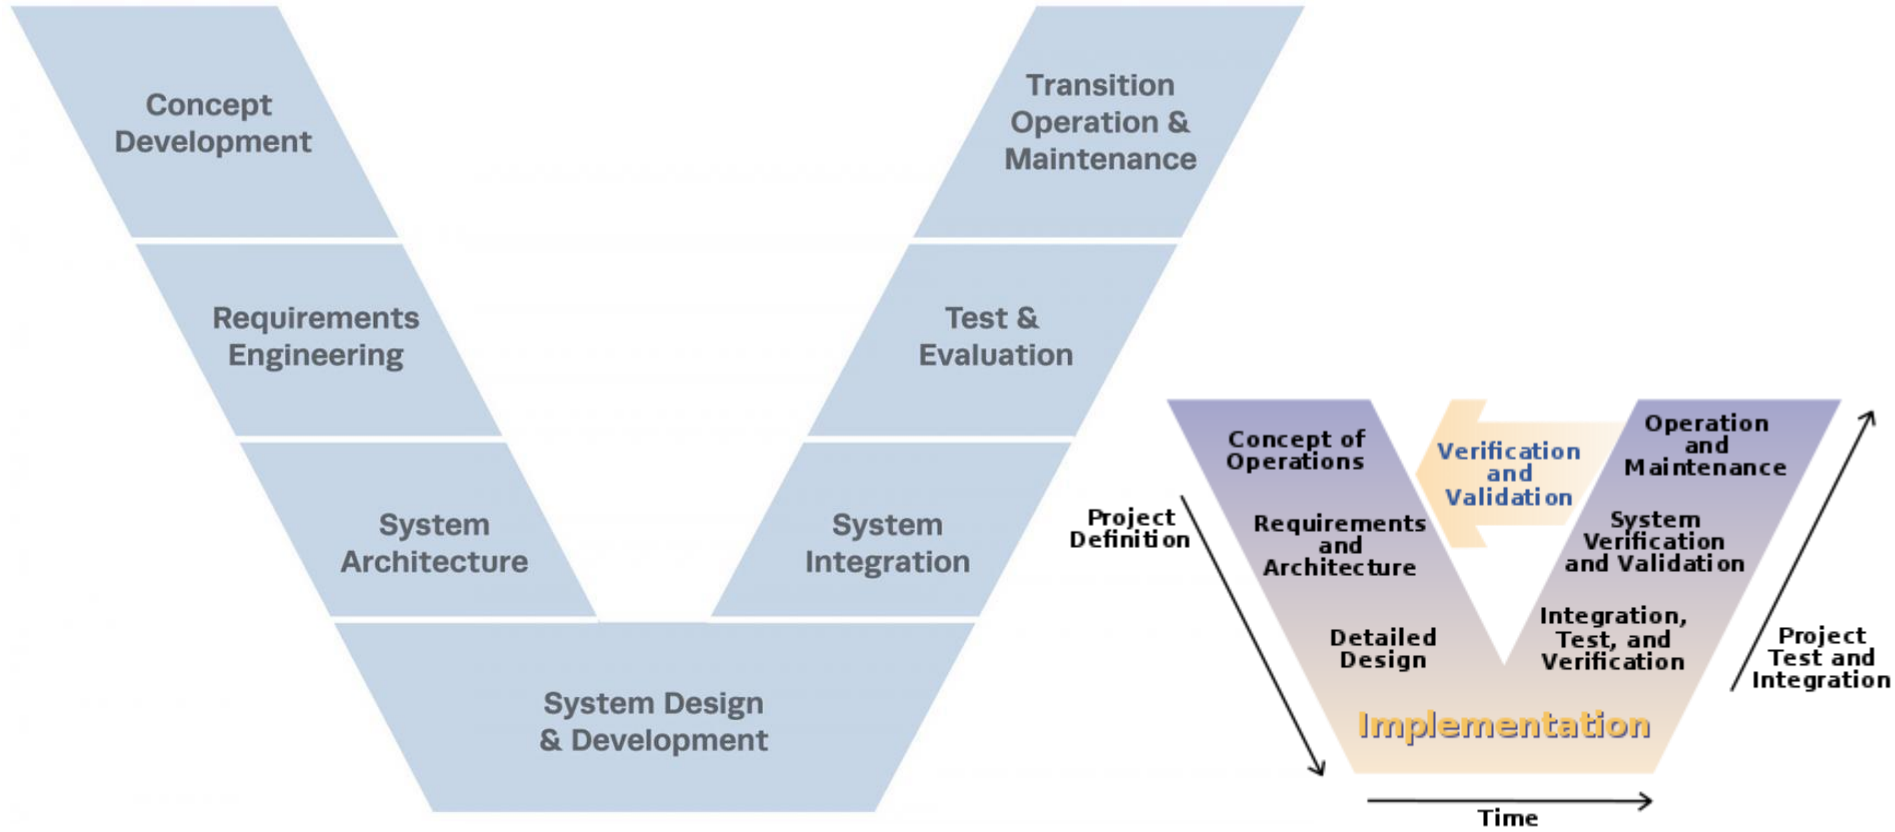 Concept
Development
Requirements
Engineering
System
Architecture
System Design
& Development
System
Integration
Test &
Evaluation
Transition
Operation &
Maintenance
Concept of
Operations
Requirements
and
Architecture
Detailed
Design
Implementation
Integration,
Test, and
Verification
System
Verification
and Validation
Operation
and
Maintenance
Verification
and
Validation
Project
Definition
Project
Test and
Integration
Time